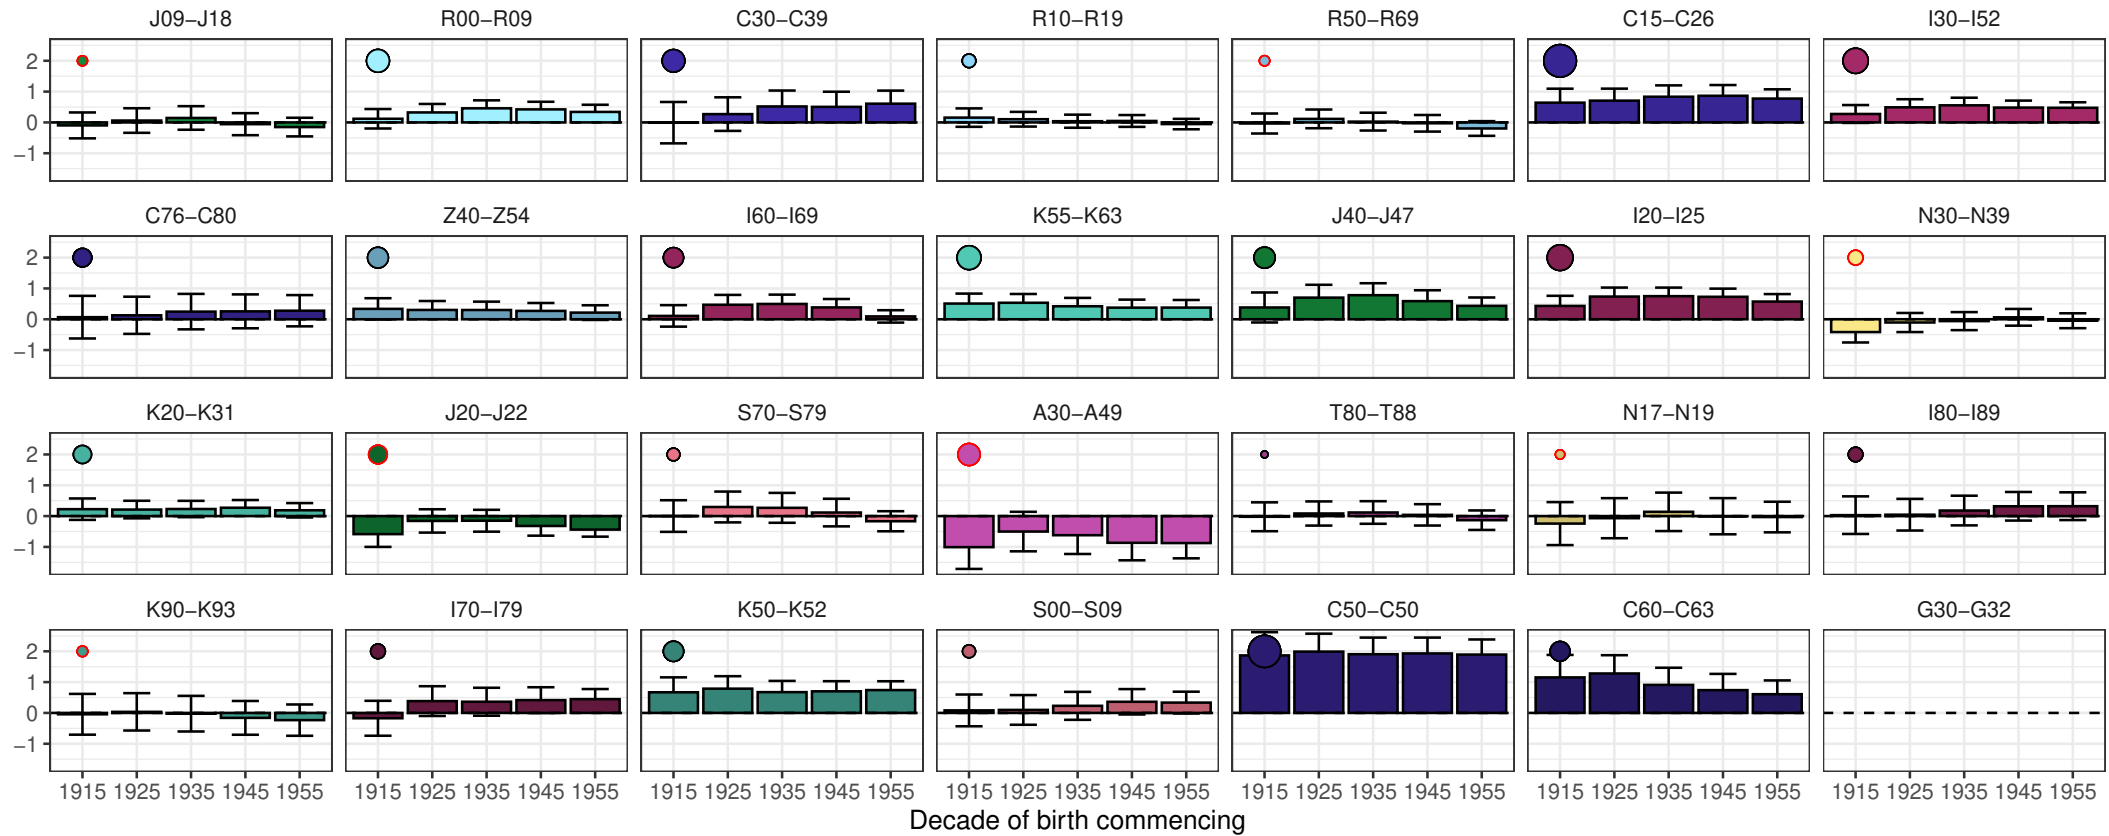 J09−J18 R00−R09 C30−C39 R10−R19 R50−R69 C15−C26 I30−I52
2
1
0
−1
C76−C80 Z40−Z54 I60−I69 K55−K63 J40−J47 I20−I25 N30−N39
2
1
0
−1
K20−K31 J20−J22 S70−S79 A30−A49 T80−T88 N17−N19 I80−I89
2
1
0
−1
K90−K93 I70−I79 K50−K52 S00−S09 C50−C50 C60−C63 G30−G32
2
1
0
−1
1915 1925 1935 1945 1955 1915 1925 1935 1945 1955 1915 1925 1935 1945 1955 1915 1925 1935 1945 1955 1915 1925 1935 1945 1955 1915 1925 1935 1945 1955 1915 1925 1935 1945 1955
Decade of birth commencing